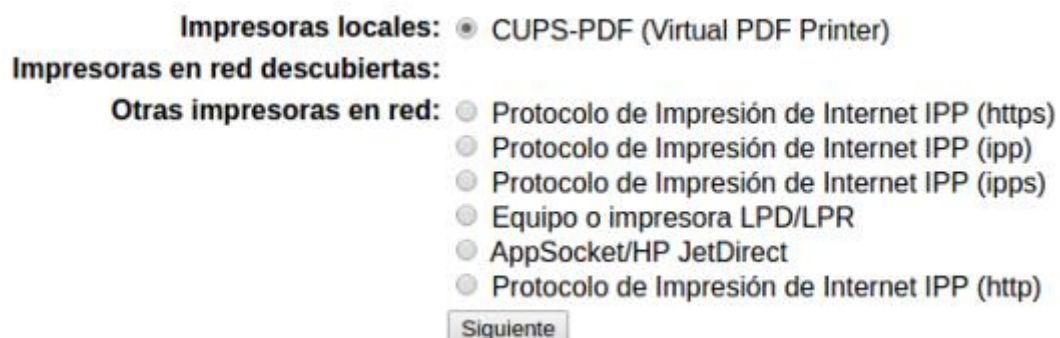 Impresoras locales: CUPS-PDF (Virtual PDF Printer)
Impresoras en red descubiertas:
Otras impresoras en red: Protocolo de Impresión de Internet IPP (https)
Protocolo de Impresión de Internet IPP (ipp)
Protocolo de Impresión de Internet IPP (ipps)
Equipo o impresora LPD/LPR
AppSocket/HP JetDirect
Protocolo de Impresión de Internet IPP (http)
Siguiente